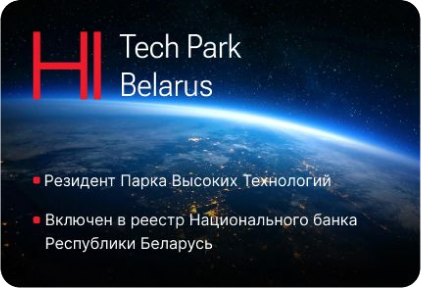 HI Tech Park
Belarus
Резидент Парка Высоких Технологий
Включен в реестр Национального банка
Республики Беларусь